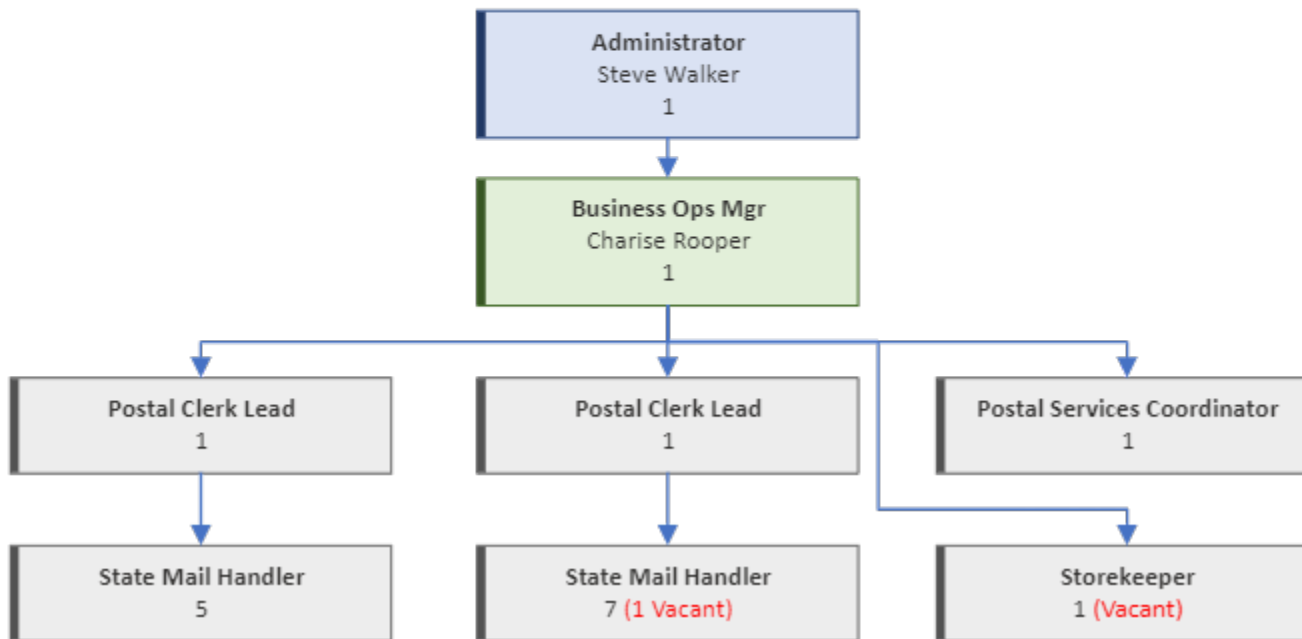 Administrator
Steve Walker
1
Business Ops Mgr
Charise Rooper
1
Postal Clerk Lead
1
Postal Clerk Lead
1
Postal Services Coordinator
1
State Mail Handler
5
State Mail Handler
7 (1 Vacant)
Storekeeper
1 (Vacant)